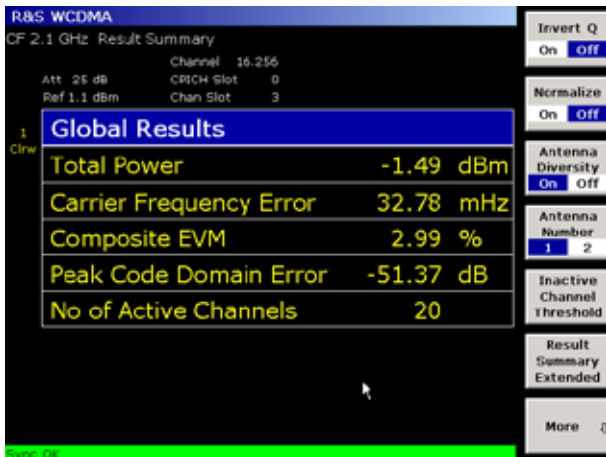 R&S WCDMA
CF 2.1 GHz Result Summary
Channel 16.256
Att 25 dB CPICH Slot 0
Ref 1.1 dBm Chan Slot 3
1
Clrw
Global Results
Total Power -1.49 dBm
Carrier Frequency Error 32.78 mHz
Composite EVM 2.99 %
Peak Code Domain Error -51.37 dB
No of Active Channels 20
Sync OK
Invert Q
On Off
Normalize
On Off
Antenna
Diversity
On Off
Antenna
Number
1 2
Inactive
Channel
Threshold
Result
Summary
Extended
More